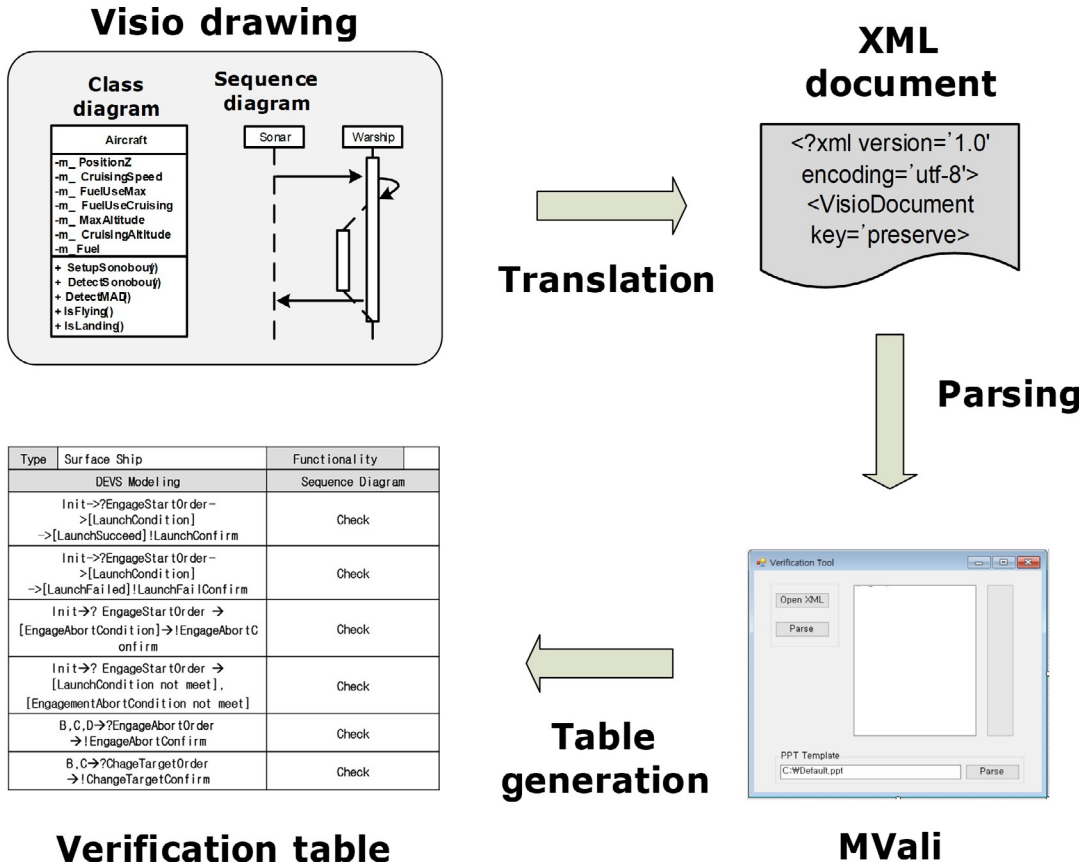 Visio drawing
Class
diagram
Sequence
diagram
Aircraft
-m_ PositionZ
-m_ CruisingSpeed
-m_ FuelUseMax
-m_ FuelUseCruising
-m_ MaxAltitude
-m_ CruisingAltitude
-m_Fuel
+ SetupSonobouy()
+ DetectSonobouy()
+ DetectMAD()
+ IsFlying()
+ IsLanding()
Sonar
Warship
Translation
XML
document
<?xml version='1.0'
encoding='utf-8'>
<VisioDocument
key='preserve>
Parsing
Verification Tool
Open XML
Parse
PPT Template
C:₩Default.ppt
Parse
MVali
Table
generation
Type Surface Ship Functionality
DEVS Modeling Sequence Diagram
Init->?EngageStartOrder-
>[LaunchCondition]
->[LaunchSucceed]!LaunchConfirm
Check
Init->?EngageStartOrder-
>[LaunchCondition]
->[LaunchFailed]!LaunchFailConfirm
Check
Init→? EngageStartOrder →
[EngageAbortCondition]→!EngageAbortC
onfirm
Check
Init→? EngageStartOrder →
[LaunchCondition not meet],
[EngagementAbortCondition not meet]
Check
B,C,D→?EngageAbortOrder
→!EngageAbortConfirm
Check
B,C→?ChageTargetOrder
→!ChangeTargetConfirm
Check
Verification table